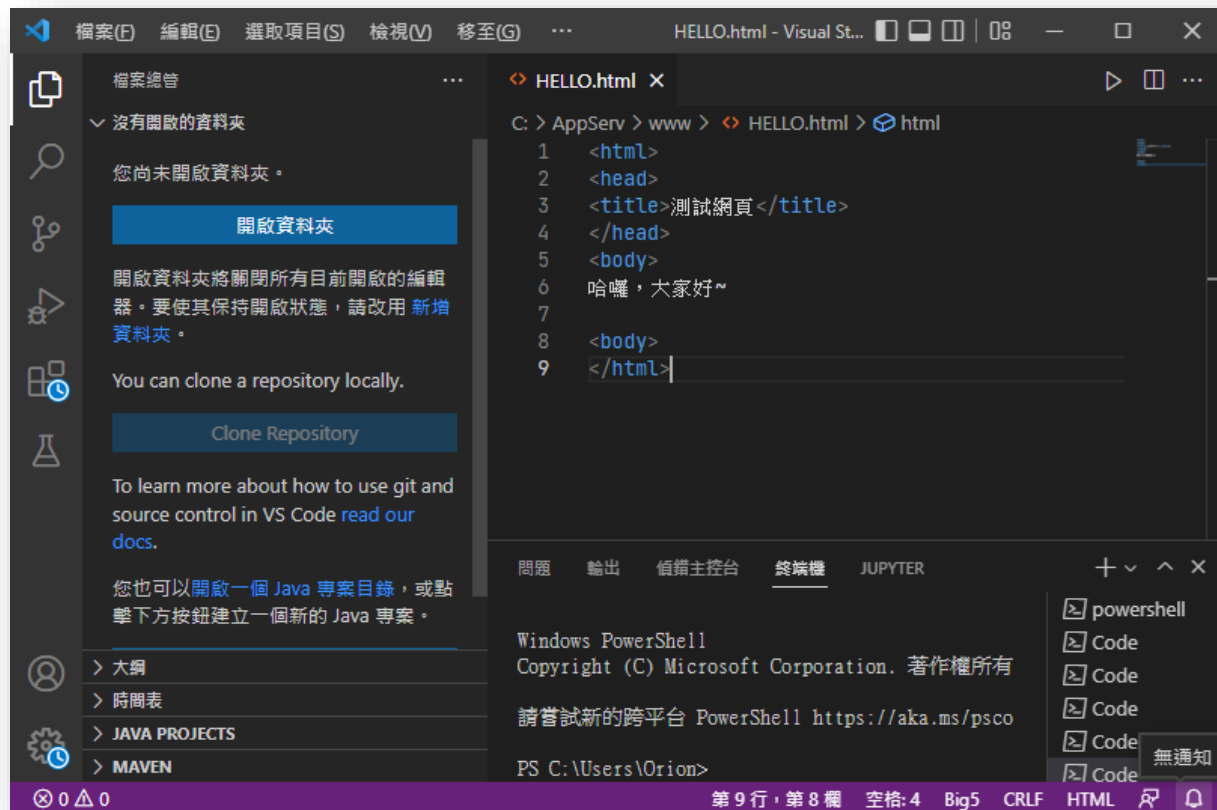 檔案(F) 編輯(E) 選取項目(S) 檢視(V) 移至(G) ··· HELLO.html - Visual St...
檔案總管 ···
沒有開啟的資料夾
您尚未開啟資料夾。
開啟資料夾
開啟資料夾將關閉所有目前開啟的編輯
器。要使其保持開啟狀態，請改用 新增
資料夾。
You can clone a repository locally.
Clone Repository
To learn more about how to use git and
source control in VS Code read our
docs.
您也可以開啟一個 Java 專案目錄，或點
擊下方按鈕建立一個新的 Java 專案。
大綱
時間表
JAVA PROJECTS
MAVEN
HELLO.html
C: > AppServ > www > HELLO.html > html
1 <html>
2 <head>
3 <title>測試網頁</title>
4 </head>
5 <body>
6 哈囉，大家好~
7
8 <body>
9 </html>
問題 輸出 偵錯主控台 終端機 JUPYTER
Windows PowerShell
Copyright (C) Microsoft Corporation. 著作權所有
請嘗試新的跨平台 PowerShell https://aka.ms/psco
PS C:\Users\Orion>
powershell
Code
Code
Code
Code
Code
無通知
0 0 第 9 行，第 8 欄 空格: 4 Big5 CRLF HTML